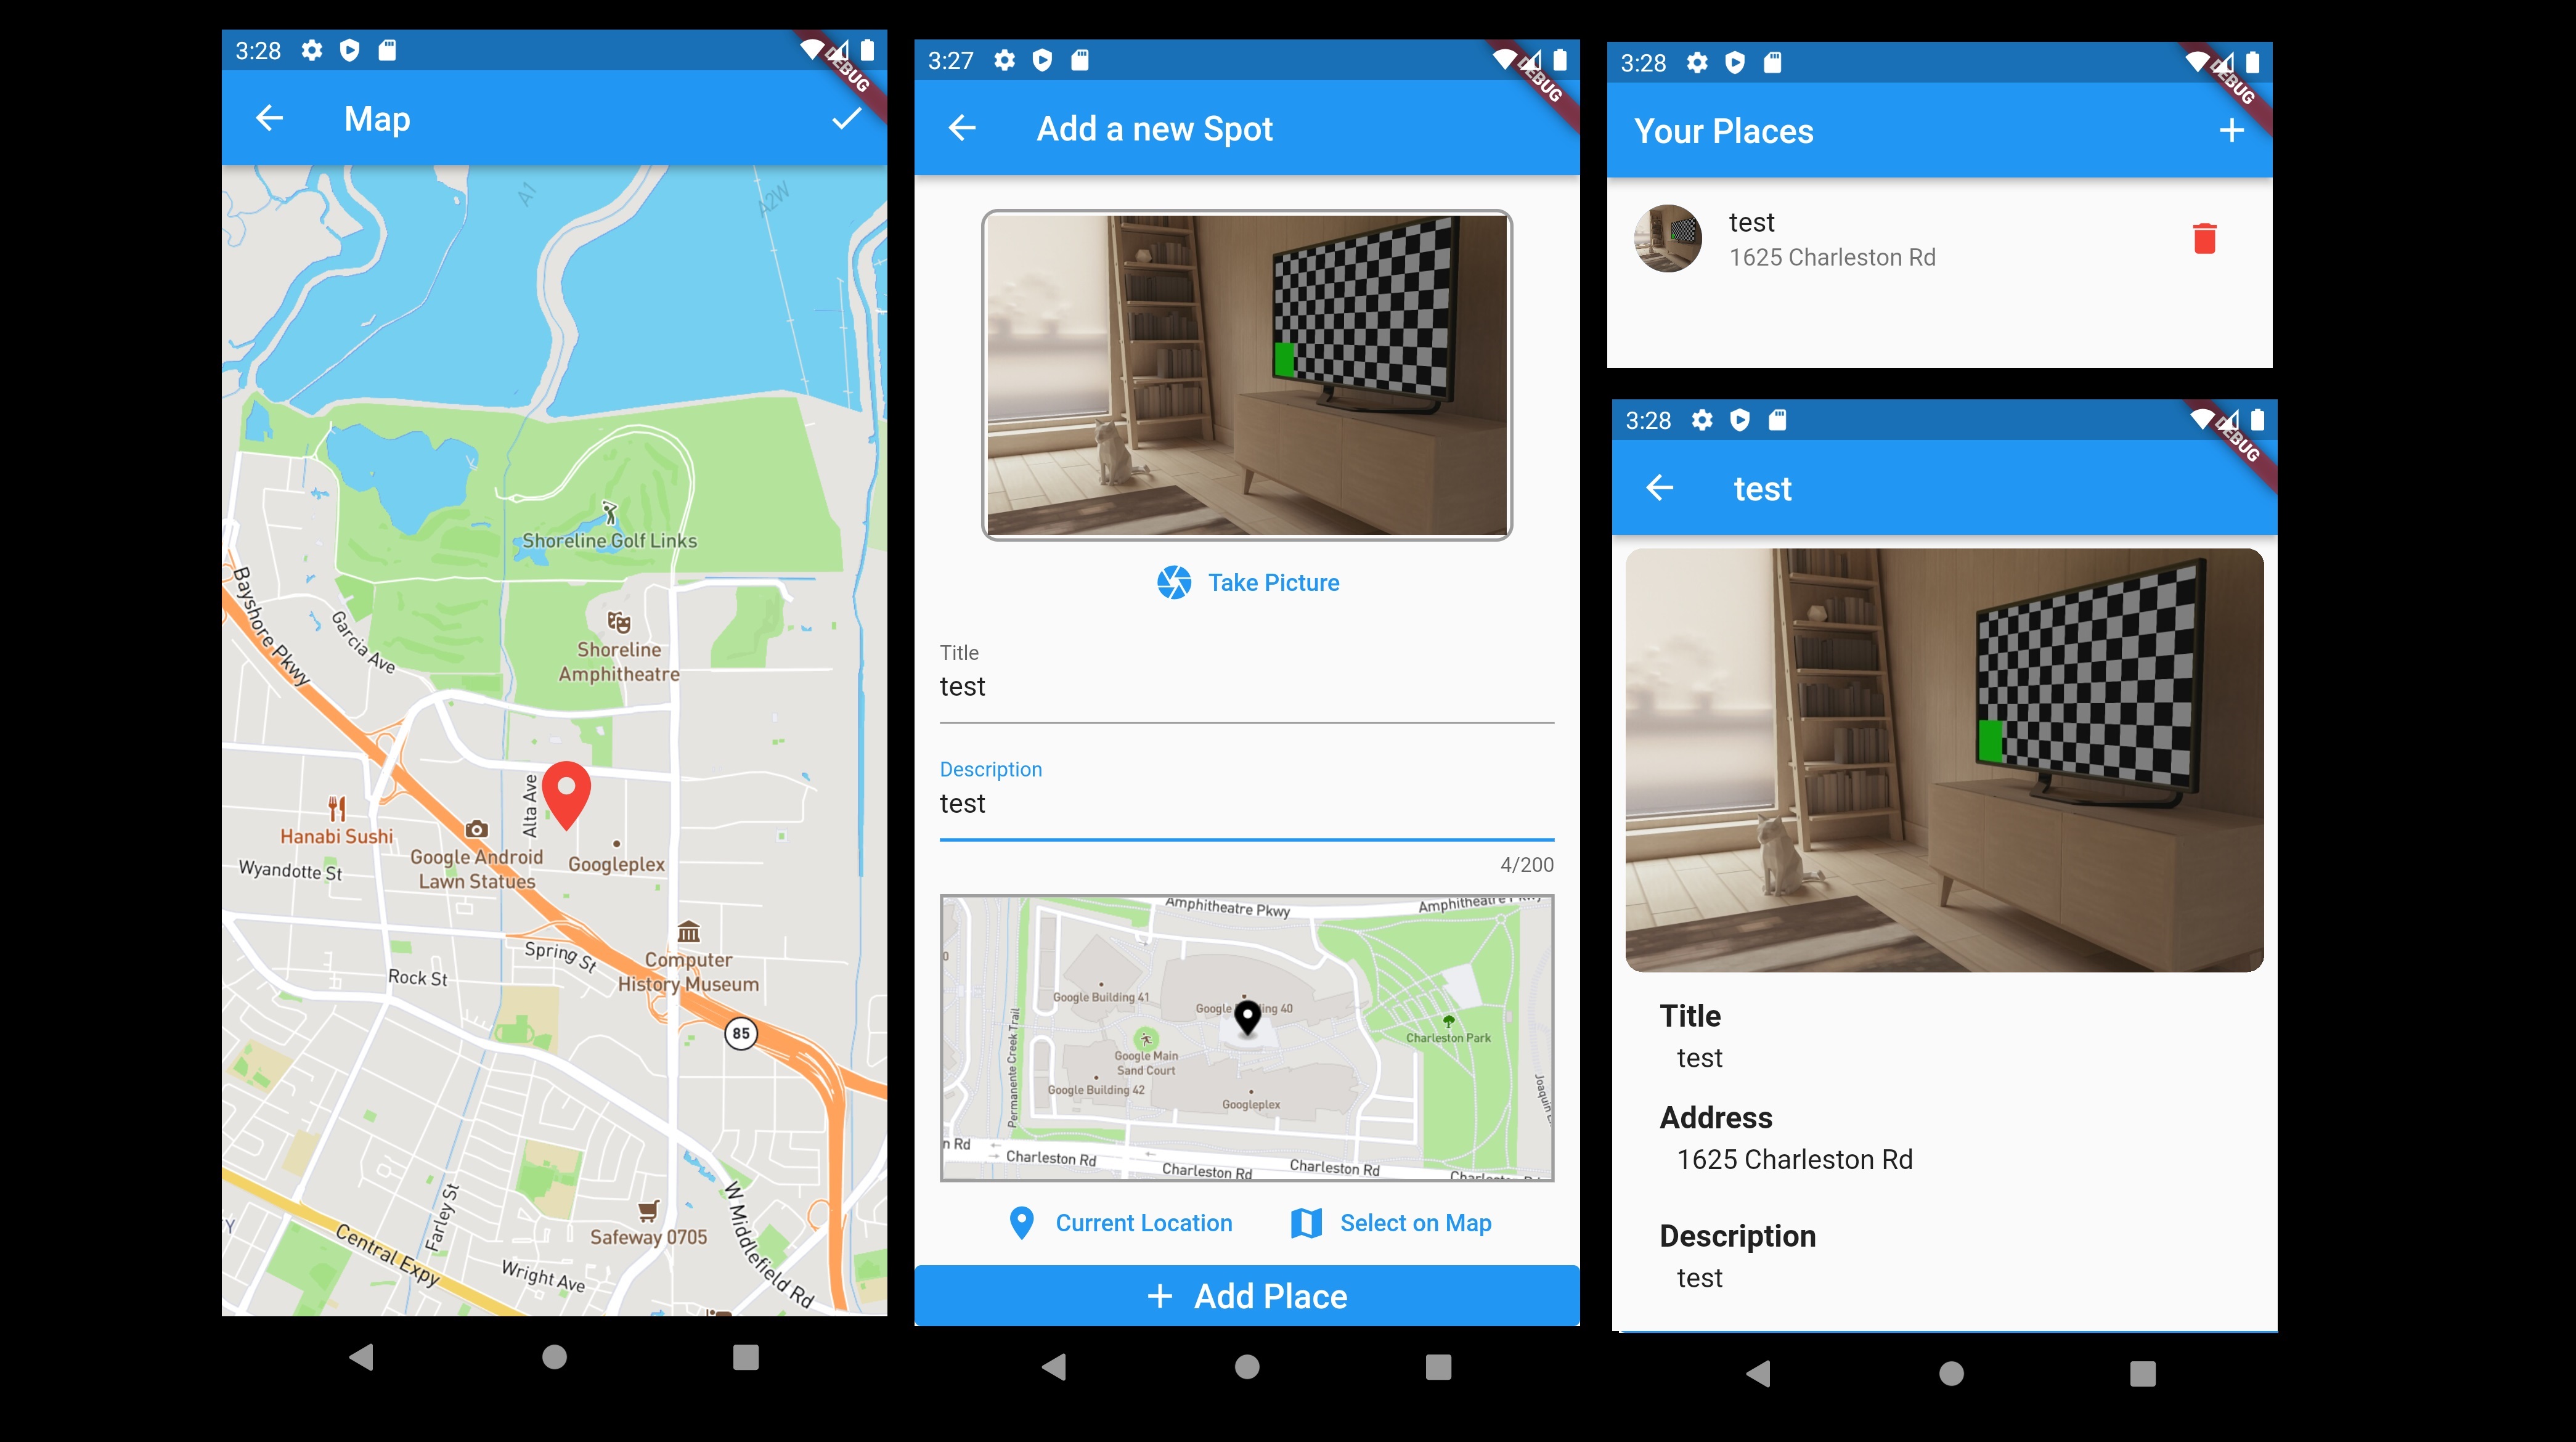 3:28
DEBUG
Map
A1
A2W
Shoreline Golf Links
Bayshore Pkwy
Garcia Ave
Shoreline
Amphitheatre
Alta Ave
Hanabi Sushi
Google Android
Lawn Statues
Googleplex
Wyandotte St
Computer
History Museum
Spring St
Rock St
85
W Middlefield Rd
Farley St
Safeway 0705
Y
Central Expy
Wright Ave
3:27
DEBUG
Add a new Spot
Take Picture
Title
test
Description
test
4/200
Amphitheatre Pkwy
Google Building 41
Permanente Creek Trail
Charleston Park
Google Main
Sand Court
Google Building 42
Googleplex
n Rd
Charleston Rd
Charleston Rd
Charleston Rd
Current Location
Select on Map
+ Add Place
3:28
DEBUG
Your Places
test
1625 Charleston Rd
3:28
DEBUG
test
Title
test
Address
1625 Charleston Rd
Description
test